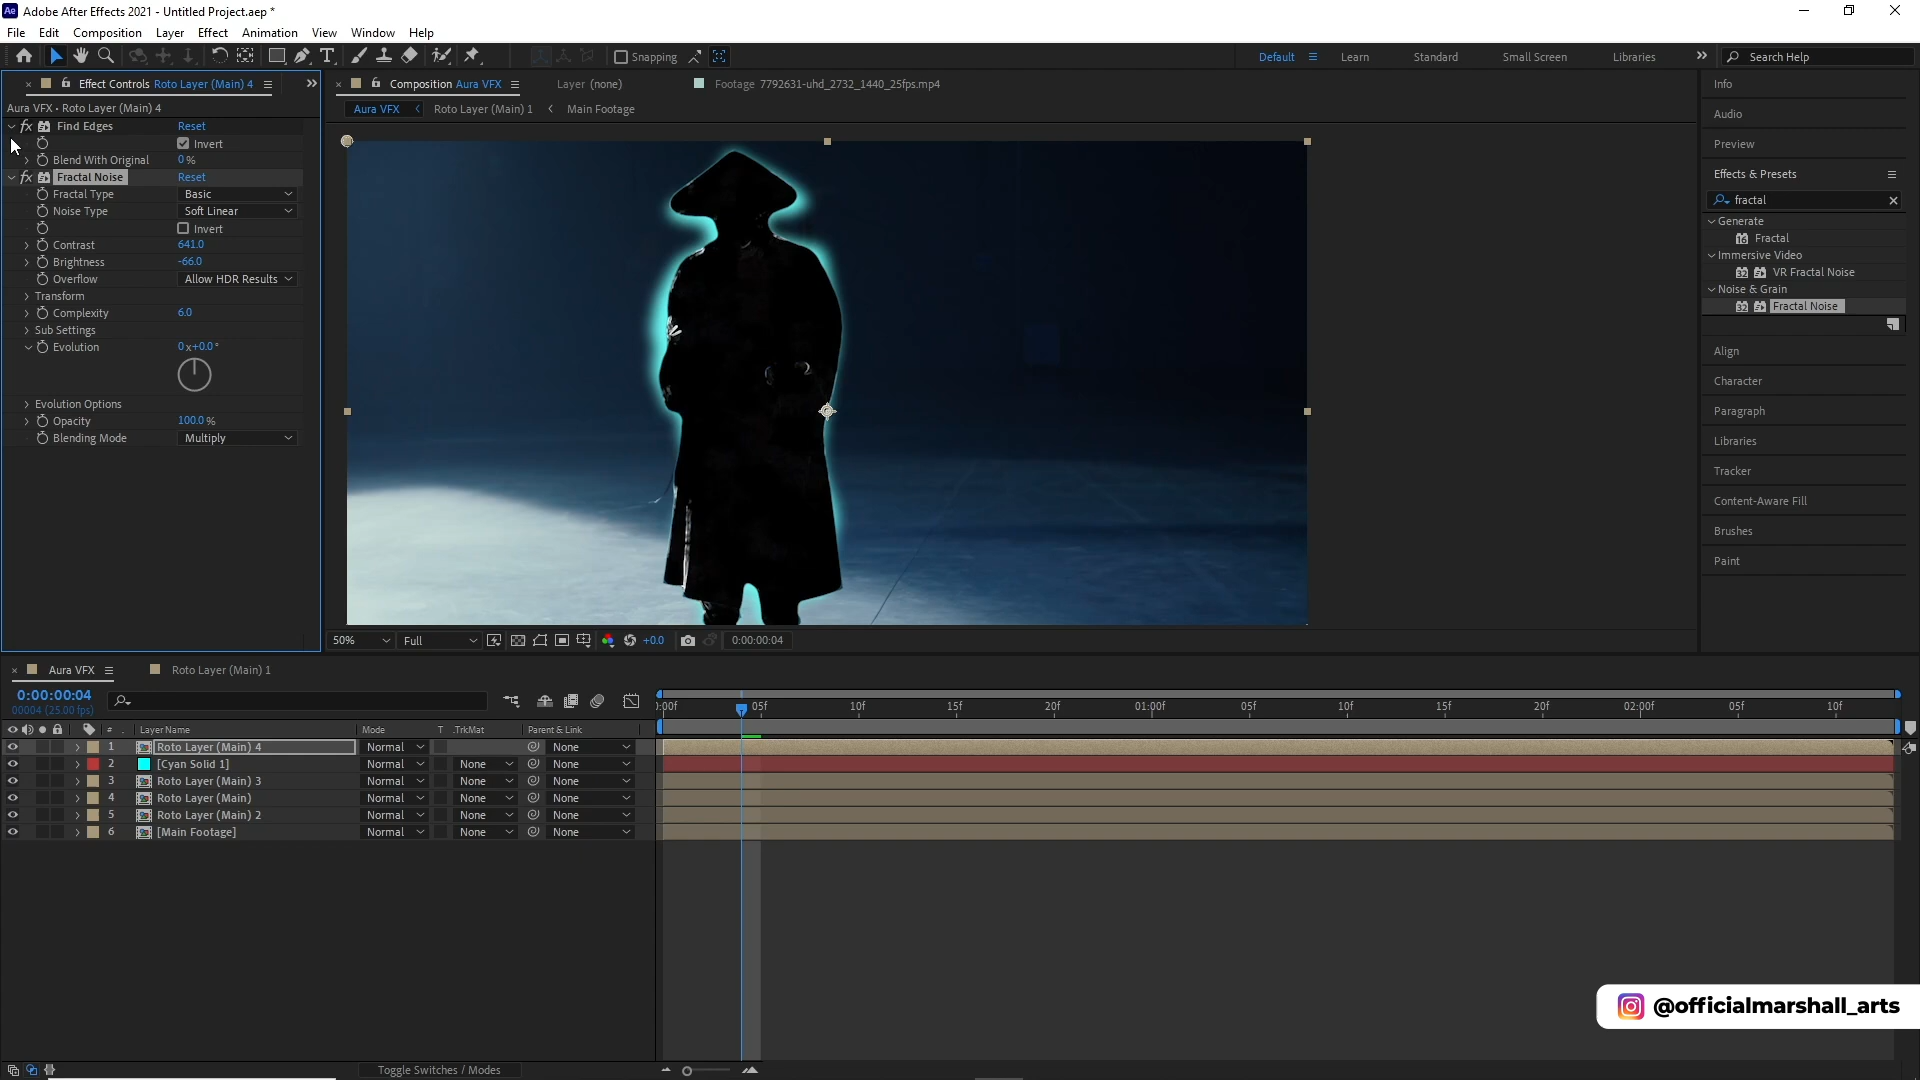 Ae Adobe After Effects 2021 - Untitled Project.aep *
File Edit Composition Layer Effect Animation View Window Help
Snapping Default Learn Standard Small Screen Libraries Search Help
Effect Controls Roto Layer (Main) 4
Composition Aura VFX Layer (none) Footage 7792631-uhd_2732_1440_25fps.mp4
Aura VFX • Roto Layer (Main) 4
Aura VFX Roto Layer (Main) 1 Main Footage
fx Find Edges Reset
Invert
Blend With Original 0 %
fx Fractal Noise Reset
Fractal Type Basic
Noise Type Soft Linear
Invert
Contrast 641.0
Brightness -66.0
Overflow Allow HDR Results
Transform
Complexity 6.0
Sub Settings
Evolution 0x+0.0°
Evolution Options
Opacity 100.0 %
Blending Mode Multiply
Info
Audio
Preview
Effects & Presets
fractal
Generate
16 Fractal
Immersive Video
32 VR Fractal Noise
Noise & Grain
32 Fractal Noise
Align
Character
Paragraph
Libraries
Tracker
Content-Aware Fill
Brushes
Paint
50% Full +0.0 0:00:00:04
Aura VFX Roto Layer (Main) 1
0:00:00:04
00004 (25.00 fps)
# Layer Name Mode T .TrkMat Parent & Link
1 Roto Layer (Main) 4 Normal None
2 [Cyan Solid 1] Normal None None
3 Roto Layer (Main) 3 Normal None None
4 Roto Layer (Main) Normal None None
5 Roto Layer (Main) 2 Normal None None
6 [Main Footage] Normal None None
):00f 05f 10f 15f 20f 01:00f 05f 10f 15f 20f 02:00f 05f 10f
@officialmarshall_arts
Toggle Switches / Modes